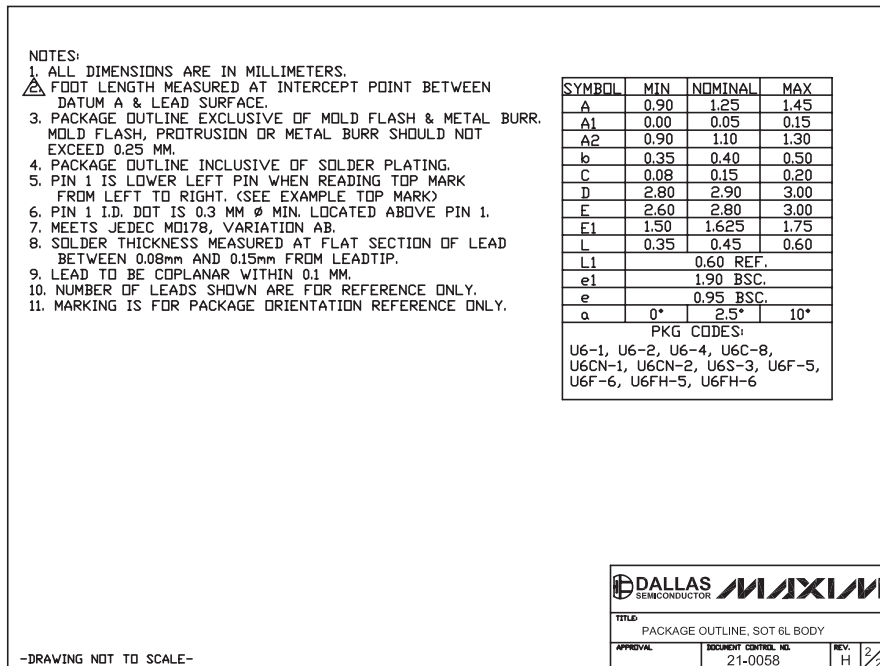 NOTES:
1. ALL DIMENSIONS ARE IN MILLIMETERS.
2 FOOT LENGTH MEASURED AT INTERCEPT POINT BETWEEN
DATUM A & LEAD SURFACE.
3. PACKAGE OUTLINE EXCLUSIVE OF MOLD FLASH & METAL BURR.
MOLD FLASH, PROTRUSION OR METAL BURR SHOULD NOT
EXCEED 0.25 MM.
4. PACKAGE OUTLINE INCLUSIVE OF SOLDER PLATING.
5. PIN 1 IS LOWER LEFT PIN WHEN READING TOP MARK
FROM LEFT TO RIGHT. (SEE EXAMPLE TOP MARK)
6. PIN 1 I.D. DOT IS 0.3 MM Ø MIN. LOCATED ABOVE PIN 1.
7. MEETS JEDEC MO178, VARIATION AB.
8. SOLDER THICKNESS MEASURED AT FLAT SECTION OF LEAD
BETWEEN 0.08mm AND 0.15mm FROM LEADTIP.
9. LEAD TO BE COPLANAR WITHIN 0.1 MM.
10. NUMBER OF LEADS SHOWN ARE FOR REFERENCE ONLY.
11. MARKING IS FOR PACKAGE ORIENTATION REFERENCE ONLY.
SYMBOL MIN NOMINAL MAX
A 0.90 1.25 1.45
A1 0.00 0.05 0.15
A2 0.90 1.10 1.30
b 0.35 0.40 0.50
C 0.08 0.15 0.20
D 2.80 2.90 3.00
E 2.60 2.80 3.00
E1 1.50 1.625 1.75
L 0.35 0.45 0.60
L1 0.60 REF.
e1 1.90 BSC.
e 0.95 BSC.
α 0° 2.5° 10°
PKG CODES:
U6-1, U6-2, U6-4, U6C-8,
U6CN-1, U6CN-2, U6S-3, U6F-5,
U6F-6, U6FH-5, U6FH-6
-DRAWING NOT TO SCALE-
DALLAS
SEMICONDUCTOR
TITLE:
PACKAGE OUTLINE, SOT 6L BODY
APPROVAL DOCUMENT CONTROL NO. REV.
21-0058 H